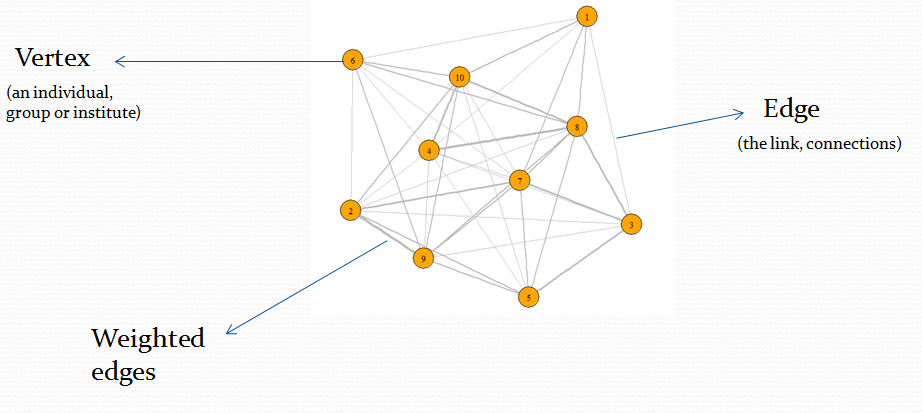 1
Vertex
6
10
(an individual,
group or institute)
Edge
8
(the link, connections)
4
7
2
3
9
5
Weighted
edges